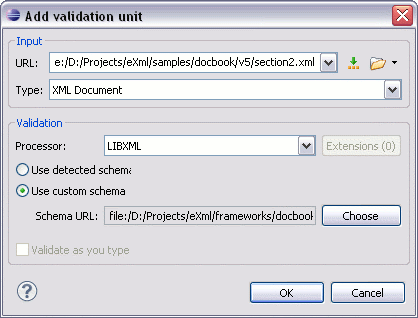 Add validation unit
Input
URL: e:/D:/Projects/eXml/samples/docbook/v5/section2.xml
Type: XML Document
Validation
Processor: LIBXML Extensions (0)
Use detected schema
Use custom schema
Schema URL: file:/D:/Projects/eXml/frameworks/docbook
Choose
Validate as you type
? OK Cancel